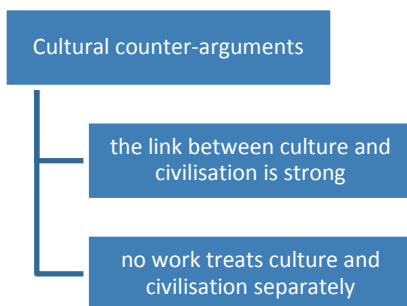 Cultural counter-arguments
the link between culture and
civilisation is strong
no work treats culture and
civilisation separately